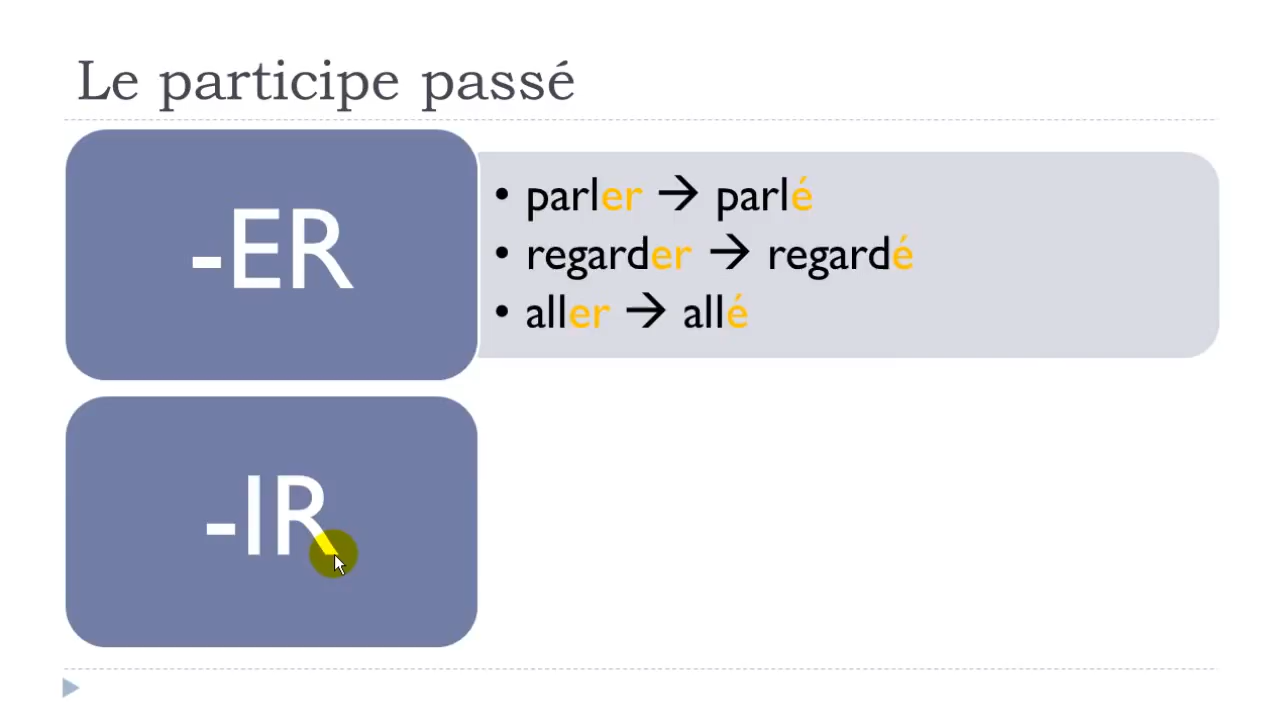 Le participe passé
-ER
• parler → parlé
• regarder → regardé
• aller → allé
-IR